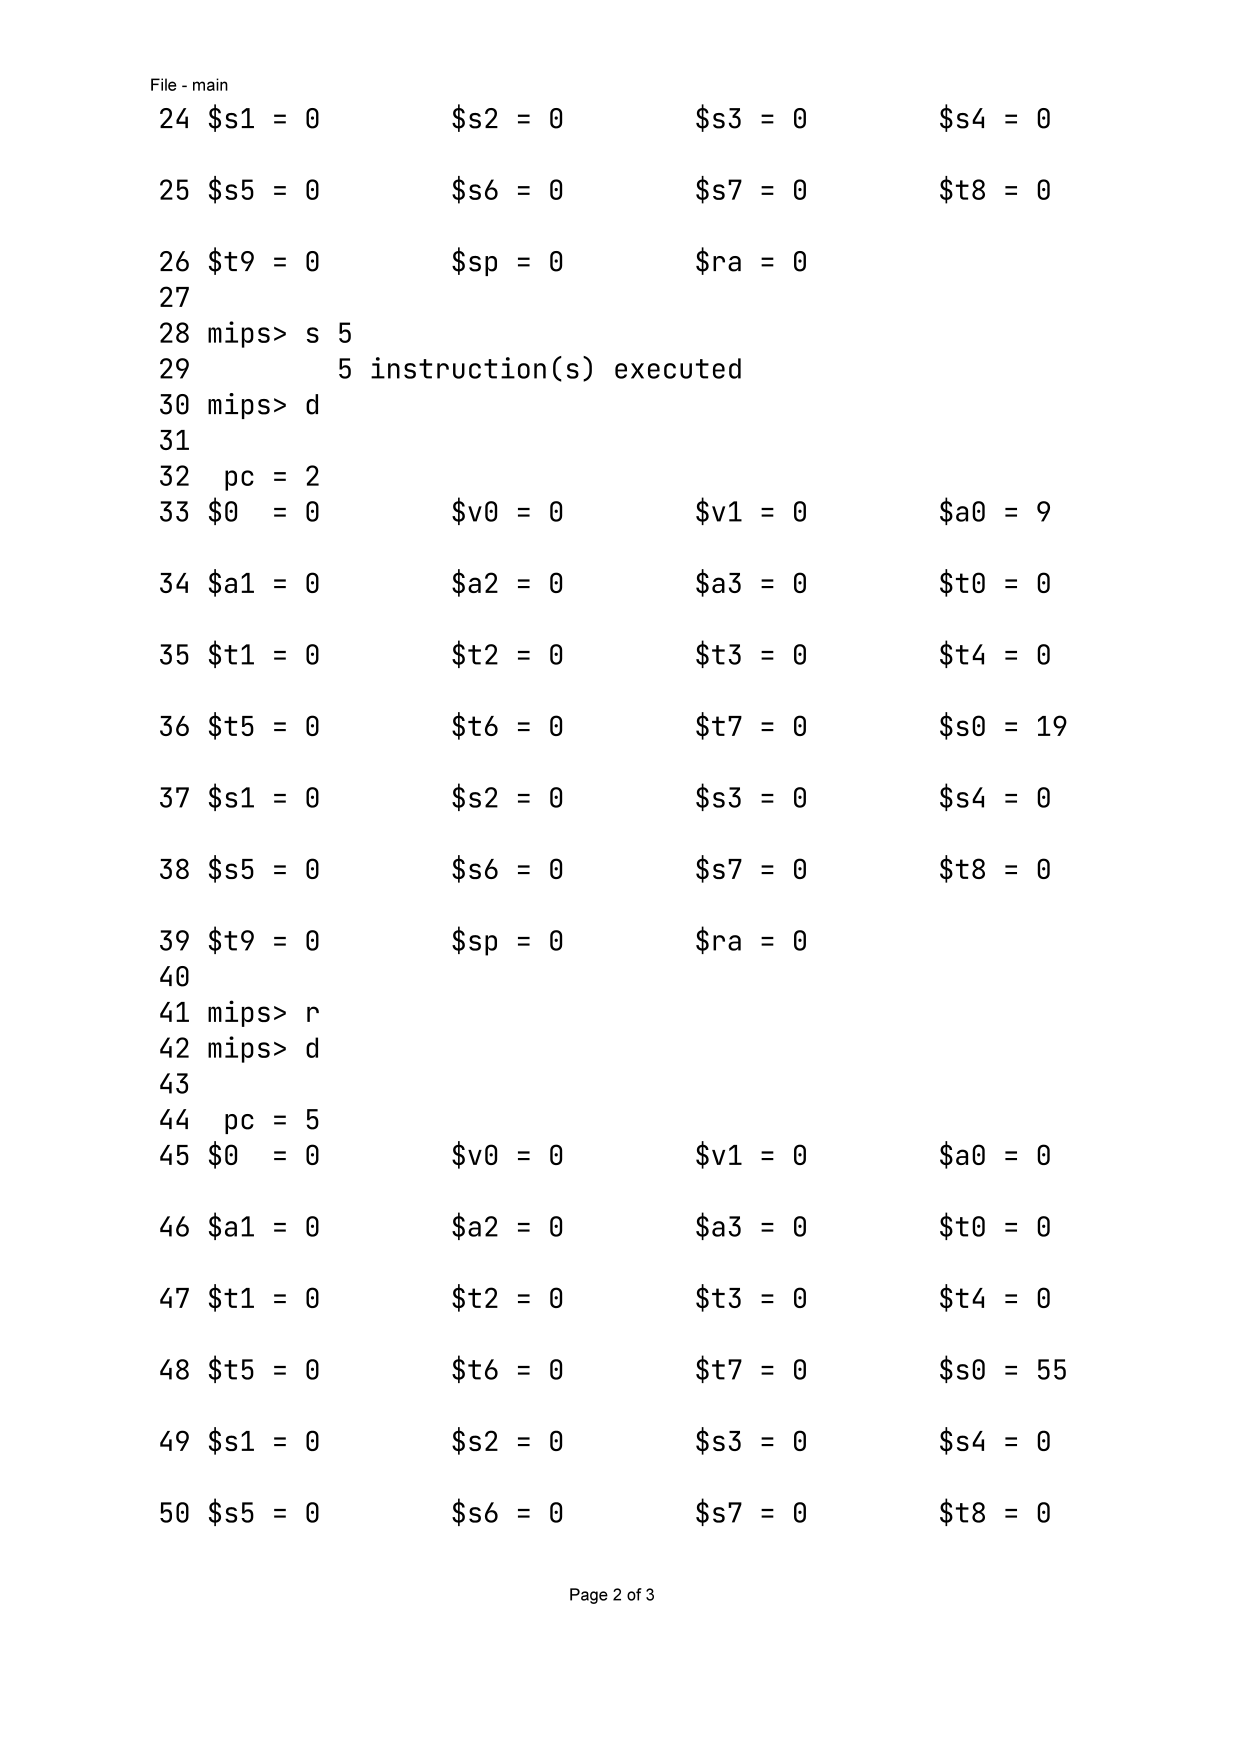 File - main
24 $s1 = 0        $s2 = 0        $s3 = 0        $s4 = 0
25 $s5 = 0        $s6 = 0        $s7 = 0        $t8 = 0
26 $t9 = 0        $sp = 0        $ra = 0
27
28 mips> s 5
29         5 instruction(s) executed
30 mips> d
31
32  pc = 2
33 $0  = 0        $v0 = 0        $v1 = 0        $a0 = 9
34 $a1 = 0        $a2 = 0        $a3 = 0        $t0 = 0
35 $t1 = 0        $t2 = 0        $t3 = 0        $t4 = 0
36 $t5 = 0        $t6 = 0        $t7 = 0        $s0 = 19
37 $s1 = 0        $s2 = 0        $s3 = 0        $s4 = 0
38 $s5 = 0        $s6 = 0        $s7 = 0        $t8 = 0
39 $t9 = 0        $sp = 0        $ra = 0
40
41 mips> r
42 mips> d
43
44  pc = 5
45 $0  = 0        $v0 = 0        $v1 = 0        $a0 = 0
46 $a1 = 0        $a2 = 0        $a3 = 0        $t0 = 0
47 $t1 = 0        $t2 = 0        $t3 = 0        $t4 = 0
48 $t5 = 0        $t6 = 0        $t7 = 0        $s0 = 55
49 $s1 = 0        $s2 = 0        $s3 = 0        $s4 = 0
50 $s5 = 0        $s6 = 0        $s7 = 0        $t8 = 0
Page 2 of 3